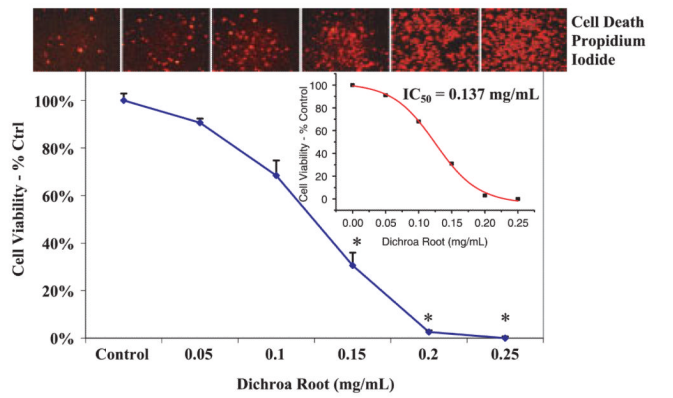 Cell Death
Propidium
Iodide
Cell Viability - % Ctrl
100%
80%
60%
40%
20%
0%
Control 0.05 0.1 0.15 0.2 0.25
Dichroa Root (mg/mL)
* * *
IC50 = 0.137 mg/mL
Cell Viability - % Control
100
80
60
40
20
0
0.00 0.05 0.10 0.15 0.20 0.25
Dichroa Root (mg/mL)